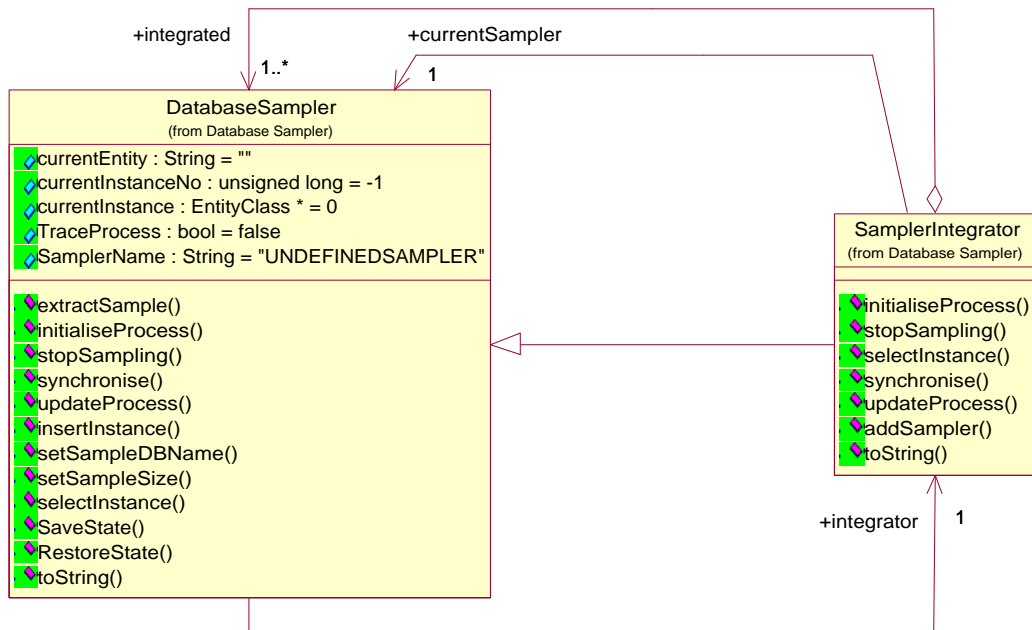 +integrated
+currentSampler
1..*
1
DatabaseSampler
(from Database Sampler)
currentEntity : String = ""
currentInstanceNo : unsigned long = -1
currentInstance : EntityClass * = 0
TraceProcess : bool = false
SamplerName : String = "UNDEFINEDSAMPLER"
extractSample()
initialiseProcess()
stopSampling()
synchronise()
updateProcess()
insertInstance()
setSampleDBName()
setSampleSize()
selectInstance()
SaveState()
RestoreState()
toString()
SamplerIntegrator
(from Database Sampler)
initialiseProcess()
stopSampling()
selectInstance()
synchronise()
updateProcess()
addSampler()
toString()
+integrator
1